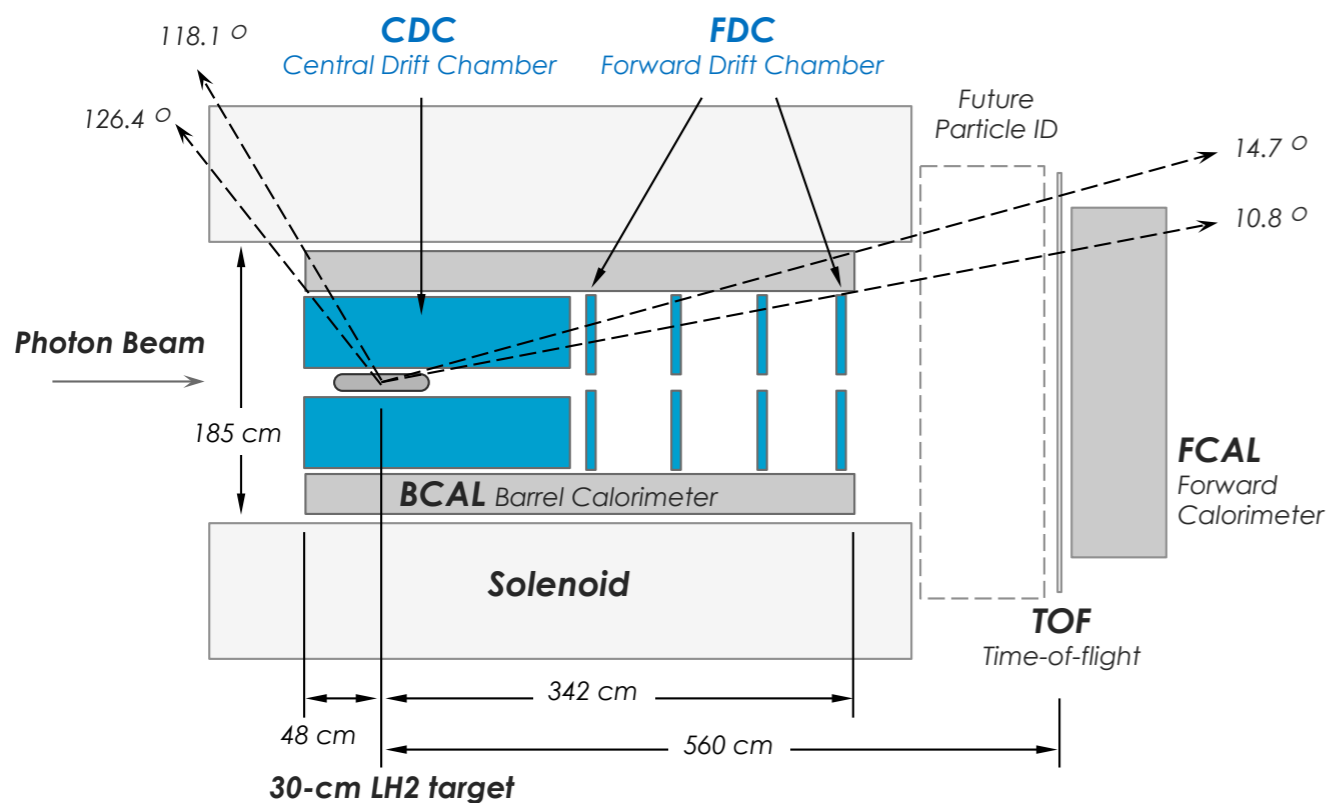 118.1 °
126.4 °
CDC
Central Drift Chamber
FDC
Forward Drift Chamber
Future
Particle ID
14.7 °
10.8 °
Photon Beam
185 cm
BCAL Barrel Calorimeter
FCAL
Forward
Calorimeter
Solenoid
TOF
Time-of-flight
342 cm
48 cm
560 cm
30-cm LH2 target